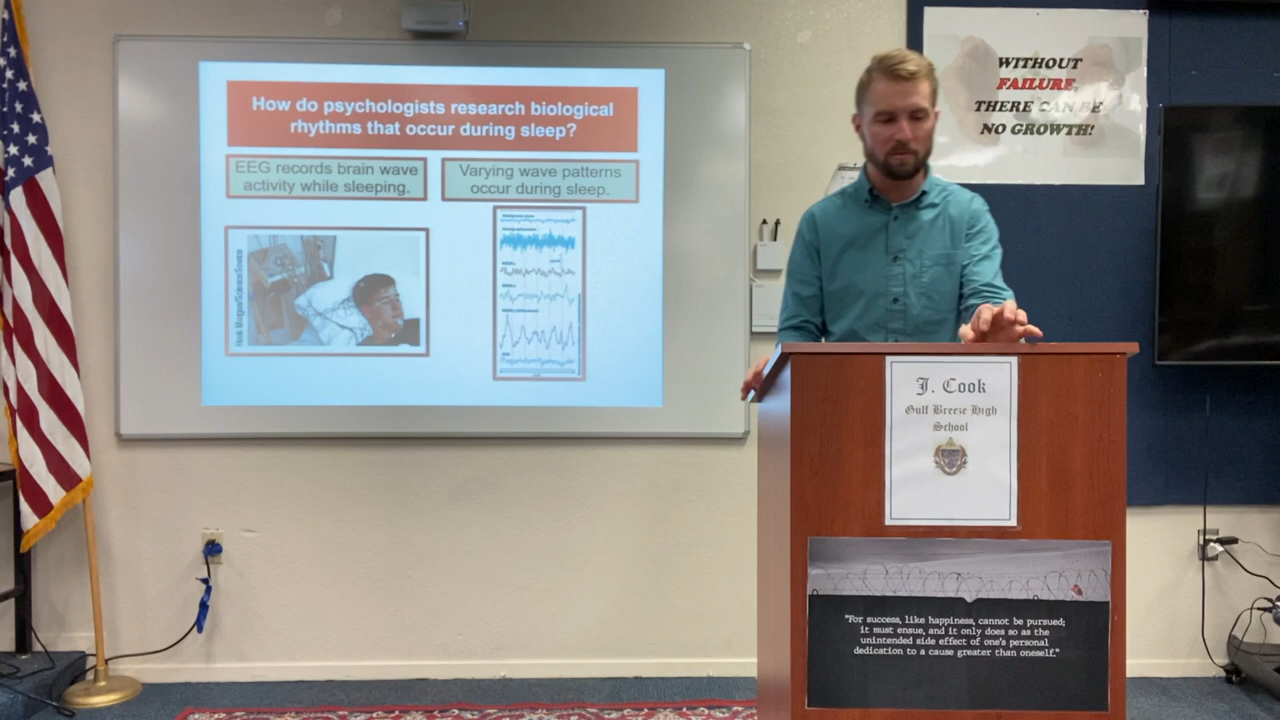 How do psychologists research biological
rhythms that occur during sleep?
EEG records brain wave
activity while sleeping.
Varying wave patterns
occur during sleep.
WITHOUT
FAILURE,
THERE CAN BE
NO GROWTH!
J. Cook
Gulf Breeze High
School
"For success, like happiness, cannot be pursued;
it must ensue, and it only does so as the
unintended side effect of one's personal
dedication to a cause greater than oneself."